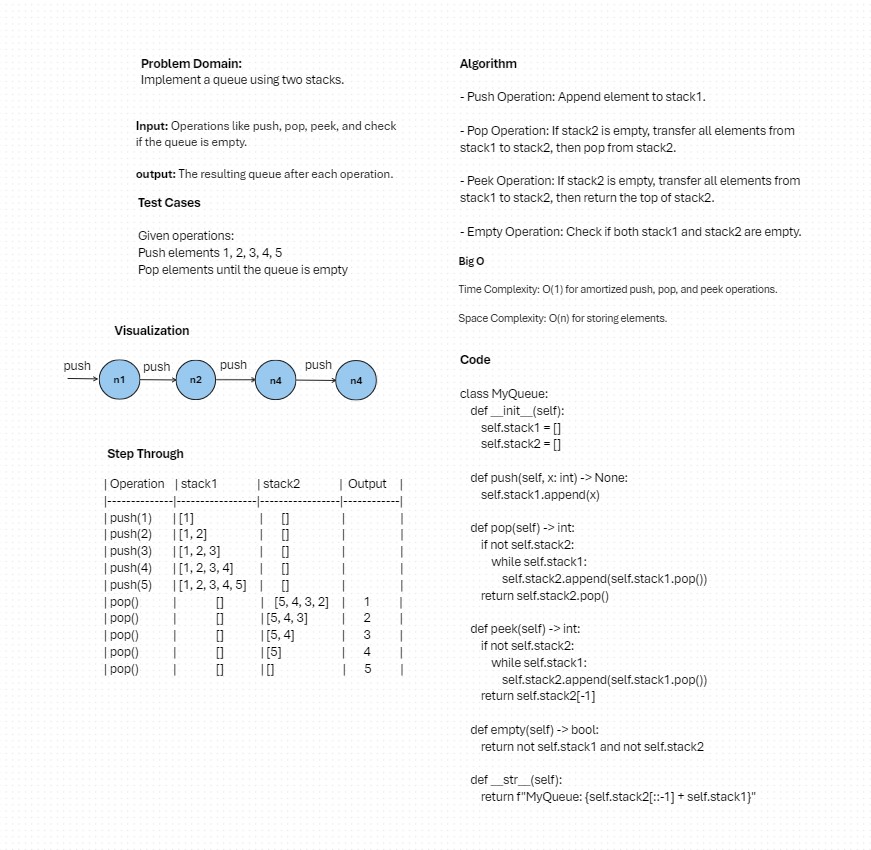 Problem Domain:
Implement a queue using two stacks.
Input: Operations like push, pop, peek, and check
if the queue is empty.
output: The resulting queue after each operation.
Test Cases
Given operations:
Push elements 1, 2, 3, 4, 5
Pop elements until the queue is empty
Visualization
push push push push
n1 n2 n4 n4
Step Through
| Operation | stack1 | stack2 | Output |
|--------------|-----------------|-----------------|------------|
| push(1) | [1] | [] | |
| push(2) | [1, 2] | [] | |
| push(3) | [1, 2, 3] | [] | |
| push(4) | [1, 2, 3, 4] | [] | |
| push(5) | [1, 2, 3, 4, 5] | [] | |
| pop() | [] | [5, 4, 3, 2] | 1 |
| pop() | [] | [5, 4, 3] | 2 |
| pop() | [] | [5, 4] | 3 |
| pop() | [] | [5] | 4 |
| pop() | [] | [] | 5 |
Algorithm
- Push Operation: Append element to stack1.
- Pop Operation: If stack2 is empty, transfer all elements from
stack1 to stack2, then pop from stack2.
- Peek Operation: If stack2 is empty, transfer all elements from
stack1 to stack2, then return the top of stack2.
- Empty Operation: Check if both stack1 and stack2 are empty.
Big O
Time Complexity: O(1) for amortized push, pop, and peek operations.
Space Complexity: O(n) for storing elements.
Code
class MyQueue:
def __init__(self):
self.stack1 = []
self.stack2 = []
def push(self, x: int) -> None:
self.stack1.append(x)
def pop(self) -> int:
if not self.stack2:
while self.stack1:
self.stack2.append(self.stack1.pop())
return self.stack2.pop()
def peek(self) -> int:
if not self.stack2:
while self.stack1:
self.stack2.append(self.stack1.pop())
return self.stack2[-1]
def empty(self) -> bool:
return not self.stack1 and not self.stack2
def __str__(self):
return f"MyQueue: {self.stack2[::-1] + self.stack1}"